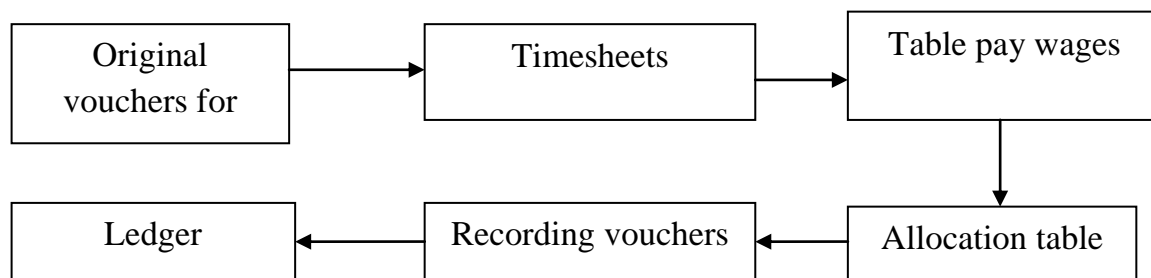 Original
vouchers for
Timesheets
Table pay wages
Ledger
Recording vouchers
Allocation table